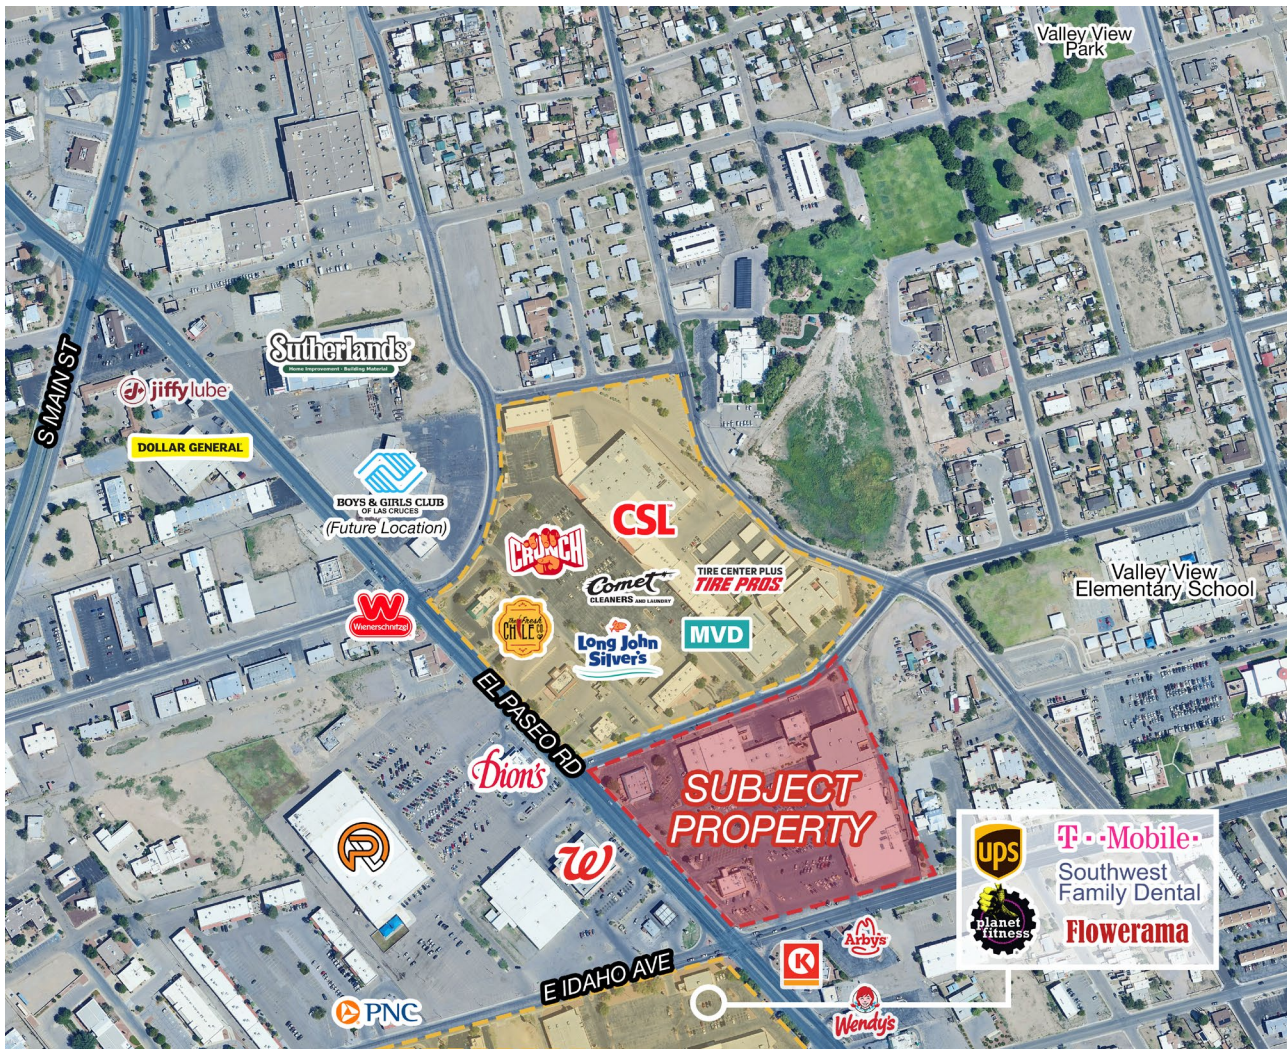 Valley View
Park
S MAIN ST
Sutherlands
Home Improvement · Building Material
jiffylube
DOLLAR GENERAL
BOYS & GIRLS CLUB
OF LAS CRUCES
(Future Location)
CSL
CRUNCH
Comet
CLEANERS AND LAUNDRY
TIRE CENTER PLUS
TIRE PROS
Valley View
Elementary School
W
Wienerschnitzel
the Fresh
CHILE CO
Long John
Silver's
MVD
EL PASEO RD
Dion's
SUBJECT
PROPERTY
W
R
ups
T-Mobile
Southwest
Family Dental
planet
fitness
Flowerama
K
Arby's
E IDAHO AVE
PNC
Wendy's